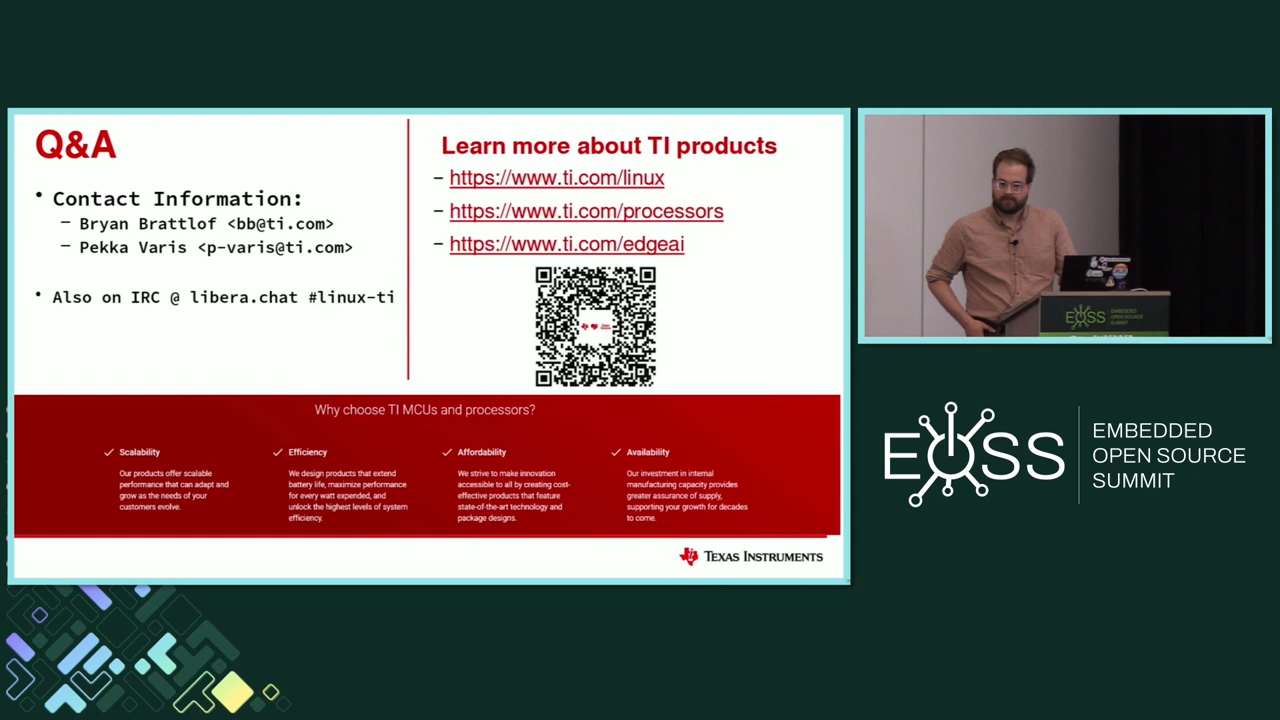 Q&A
• Contact Information:
– Bryan Brattlof <bb@ti.com>
– Pekka Varis <p-varis@ti.com>
• Also on IRC @ libera.chat #linux-ti
Learn more about TI products
– https://www.ti.com/linux
– https://www.ti.com/processors
– https://www.ti.com/edgeai
Why choose TI MCUs and processors?
Scalability
Our products offer scalable
performance that can adapt and
grow as the needs of your
customers evolve.
Efficiency
We design products that extend
battery life, maximize performance
for every watt expended, and
unlock the highest levels of system
efficiency.
Affordability
We strive to make innovation
accessible to all by creating cost-
effective products that feature
state-of-the-art technology and
package designs.
Availability
Our investment in internal
manufacturing capacity provides
greater assurance of supply,
supporting your growth for decades
to come.
TEXAS INSTRUMENTS
EOSS
EMBEDDED
OPEN SOURCE
SUMMIT
EOSS
EMBEDDED
OPEN SOURCE
SUMMIT